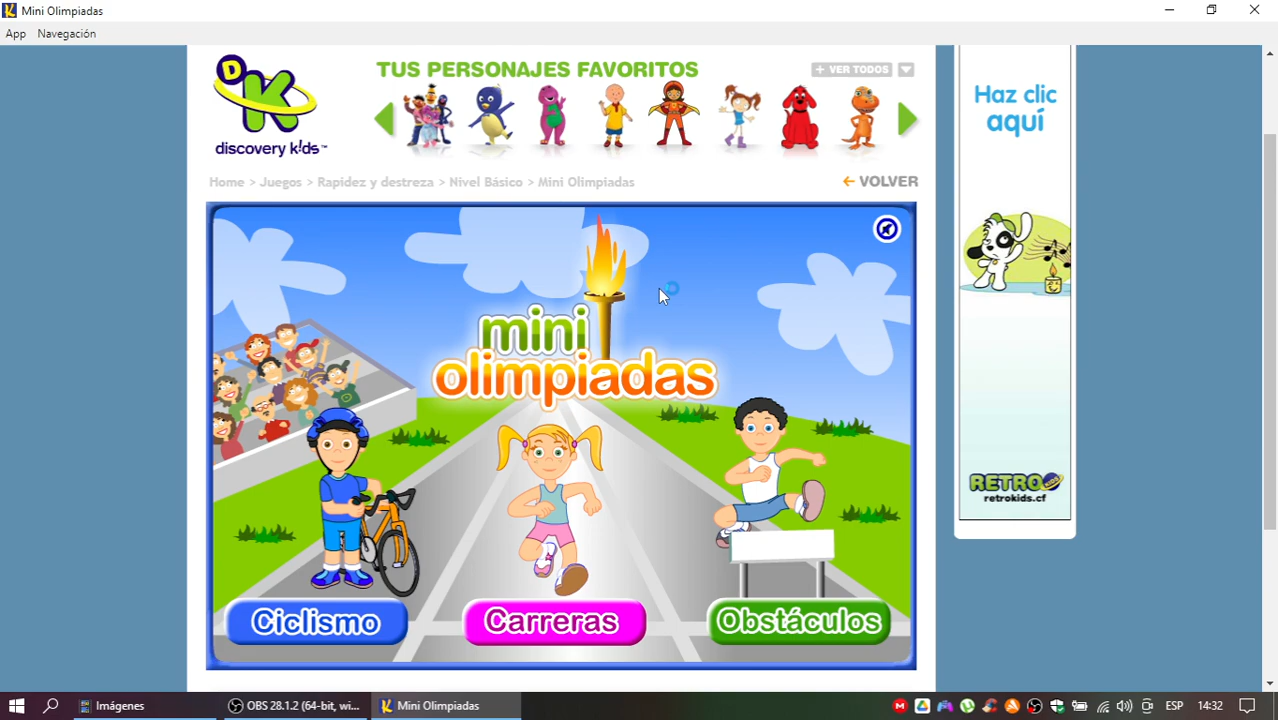 Mini Olimpiadas
App Navegación
discovery k!ds™
TUS PERSONAJES FAVORITOS
+ VER TODOS
Home > Juegos > Rapidez y destreza > Nivel Básico > Mini Olimpiadas
← VOLVER
mini
olimpiadas
Ciclismo
Carreras
Obstáculos
Haz clic
aquí
RETRO
retrokids.cf
Imágenes
OBS 28.1.2 (64-bit, wi...
Mini Olimpiadas
ESP
14:32